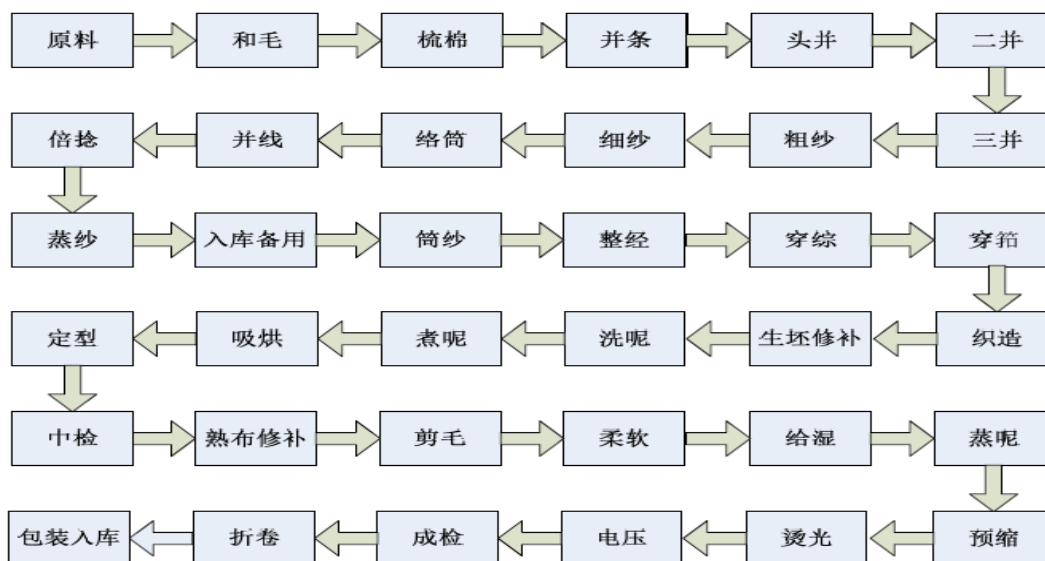 原料 和毛 梳棉 并条 头并 二并
倍捻 并线 络筒 细纱 粗纱 三并
蒸纱 入库备用 筒纱 整经 穿综 穿筘
定型 吸烘 煮呢 洗呢 生坯修补 织造
中检 熟布修补 剪毛 柔软 给湿 蒸呢
包装入库 折卷 成检 电压 烫光 预缩